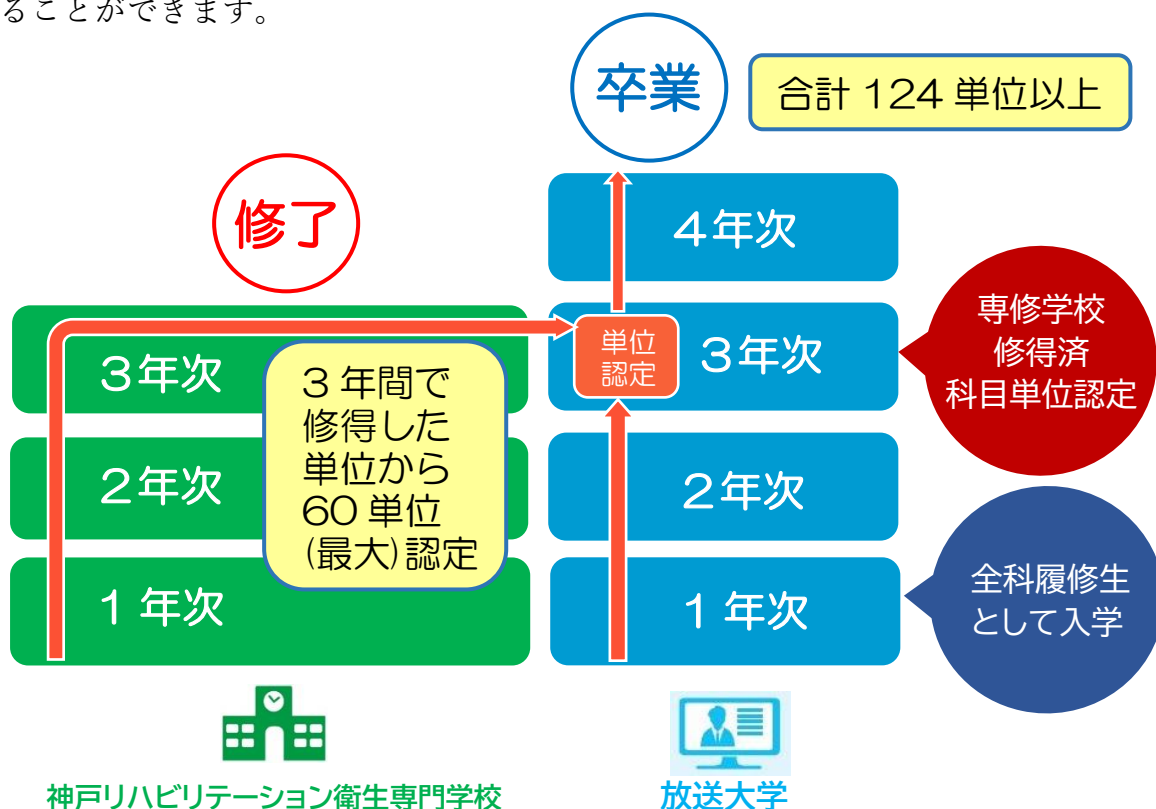 ることができます。
卒業
合計 124 単位以上
修了
4年次
3年次
3 年間で
修得した
単位から
60 単位
(最大)認定
単位
認定
3年次
専修学校
修得済
科目単位認定
2年次
2年次
1 年次
1 年次
全科履修生
として入学
神戸リハビリテーション衛生専門学校
放送大学